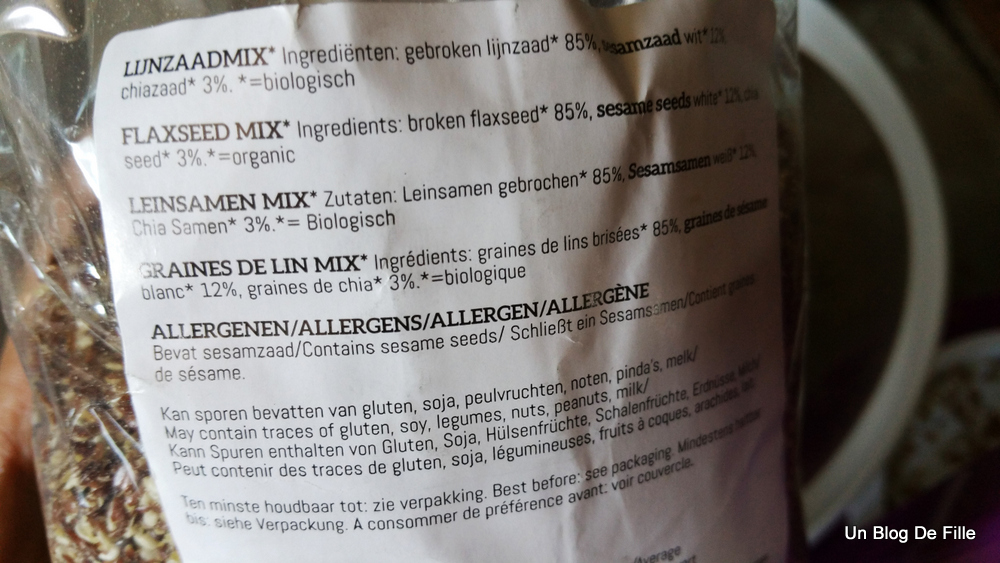 LIJNZAADMIX* Ingrediënten: gebroken lijnzaad* 85%, sesamzaad wit* 12%
chiazaad* 3%. *=biologisch
FLAXSEED MIX* Ingredients: broken flaxseed* 85%, sesame seeds white* 12%, chia
seed* 3%.*=organic
LEINSAMEN MIX* Zutaten: Leinsamen gebrochen* 85%, Sesamsamen weiß* 12%,
Chia Samen* 3%.*= Biologisch
GRAINES DE LIN MIX* Ingrédients: graines de lins brisées* 85%, graines de sésame
blanc* 12%, graines de chia* 3%.*=biologique
ALLERGENEN/ALLERGENS/ALLERGEN/ALLERGÈNE
Bevat sesamzaad/Contains sesame seeds/ Schließt ein Sesamsamen/Contient graines
de sésame.
Kan sporen bevatten van gluten, soja, peulvruchten, noten, pinda's, melk/
May contain traces of gluten, soy, legumes, nuts, peanuts, milk/
Kann Spuren enthalten von Gluten, Soja, Hülsenfrüchte, Schalenfrüchte, Erdnüsse, Milch/
Peut contenir des traces de gluten, soja, légumineuses, fruits à coques, arachides, lait.
Ten minste houdbaar tot: zie verpakking. Best before: see packaging. Mindestens haltbar
bis: siehe Verpackung. A consommer de préférence avant: voir couvercle.
/Average
Un Blog De Fille